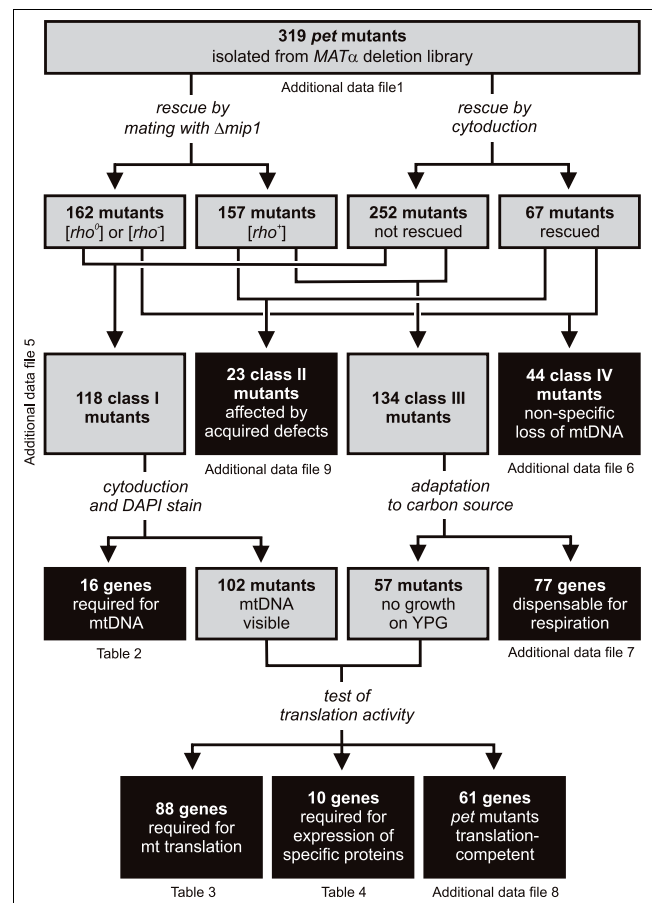 319 pet mutants
isolated from MATα deletion library
Additional data file1
rescue by
mating with Δmip1
rescue by
cytoduction
162 mutants
[rho⁰] or [rho⁻]
157 mutants
[rho⁺]
252 mutants
not rescued
67 mutants
rescued
Additional data file 5
118 class I
mutants
23 class II
mutants
affected by
acquired defects
Additional data file 9
134 class III
mutants
44 class IV
mutants
non-specific
loss of mtDNA
Additional data file 6
cytoduction
and DAPI stain
adaptation
to carbon source
16 genes
required for
mtDNA
Table 2
102 mutants
mtDNA
visible
57 mutants
no growth
on YPG
77 genes
dispensable for
respiration
Additional data file 7
test of
translation activity
88 genes
required for
mt translation
Table 3
10 genes
required for
expression of
specific proteins
Table 4
61 genes
pet mutants
translation-
competent
Additional data file 8